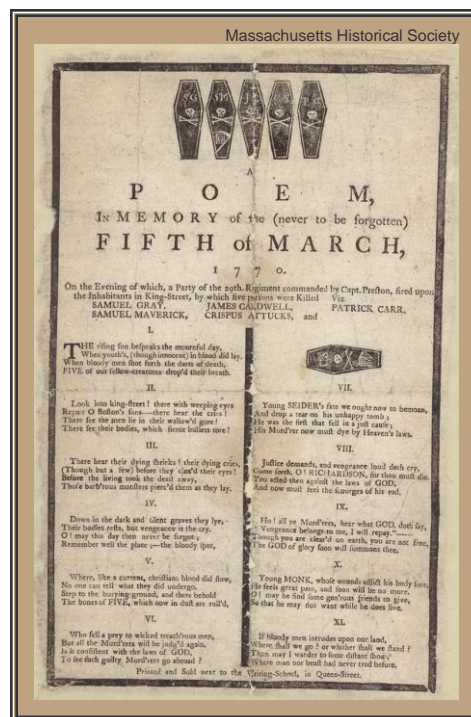 Massachusetts Historical Society
A
POEM,
IN MEMORY of the (never to be forgotten)
FIFTH of MARCH,
1770.
On the Evening of which, a Party of the 29th. Regiment commanded by Capt. Preston, fired upon
the Inhabitants in King-Street, by which five persons were Killed Viz.
SAMUEL GRAY, JAMES CALDWELL, PATRICK CARR.
SAMUEL MAVERICK, CRISPUS ATTUCKS, and
I.
THE rising sun bespraks the mournful day,
When youth's, (though innocent) in blood did lay.
When bloody men shot forth the darts of death,
FIVE of our fellow-creatures drop'd their breath.
II.
Look into king-street! there with weeping eyes
Repair O Boston's sons—there hear the cries!
There see the men lie in their wallow'd gore!
There see their bodies, which fierce bullets tore!
III.
There hear their dying shrieks! their dying cries,
(Though but a few) before they clos'd their eyes!
Before the living took the dead away,
Those barb'rous monsters pierc'd them as they lay.
IV.
Down in the dark and silent graves they lye,
Their bodies rests, but vengeance is the cry.
O! may this day then never be forgot;
Remember well the place;—the bloody spot,
V.
Where, like a current, christians blood did flow,
No one can tell what they did undergo.
Step to the burying-ground, and there behold
The bones of FIVE, which now in dust are roll'd,
VI.
Who fell a prey to wicked treach'rous men,
But all the Murd'rers will be judg'd again.
Is it consistent with the laws of GOD,
To see such guilty Murd'rers go abroad?
VII.
Young SEIDER's fate we ought now to bemoan,
And drop a tear on his unhappy tomb;
He was the first that fell in a just cause;
His Murd'rer now must dye by Heaven's laws.
VIII.
Justice demands, and vengeance loud doth cry,
Come forth, O! RICHARDSON, for thou must die.
You acted then against the laws of GOD,
And now must feel the scourges of his rod.
IX.
Ho! all ye Murd'rers, hear what GOD doth say,
"Vengeance belongs to me, I will repay."—
Though you are clear'd on earth, you are not free,
The GOD of glory soon will summons thee.
X.
Young MONK, whose wounds afflict his body sore,
He feels great pain, and soon will be no more.
O! may he find some gen'rous friends to give,
So that he may not want while he does live.
XI.
If bloody men intrudes upon our land,
Where shall we go? or whither shall we stand?
Then may I wander to some distant shoar,
Where man nor beast had never trod before.
Printed and Sold next to the Writing-School, in Queen-Street.